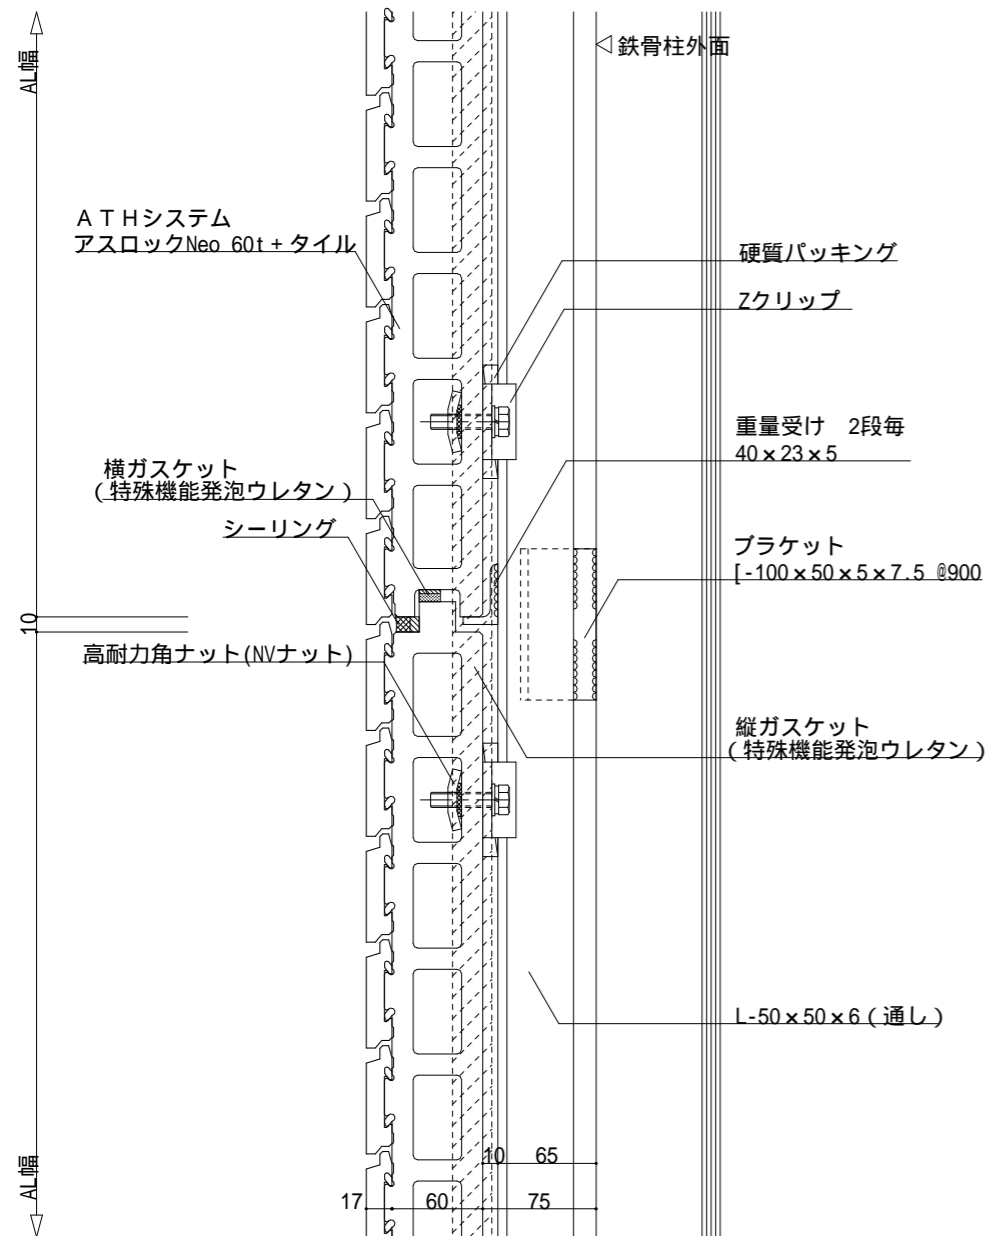 AL幅
鉄骨柱外面
ATHシステム
アスロックNeo 60t+タイル
硬質パッキング
Zクリップ
重量受け 2段毎
40×23×5
横ガスケット
(特殊機能発泡ウレタン)
シーリング
ブラケット
[-100×50×5×7.5 @900
10
高耐力角ナット(NVナット)
縦ガスケット
(特殊機能発泡ウレタン)
L-50×50×6(通し)
AL幅
10 65
17 60 75